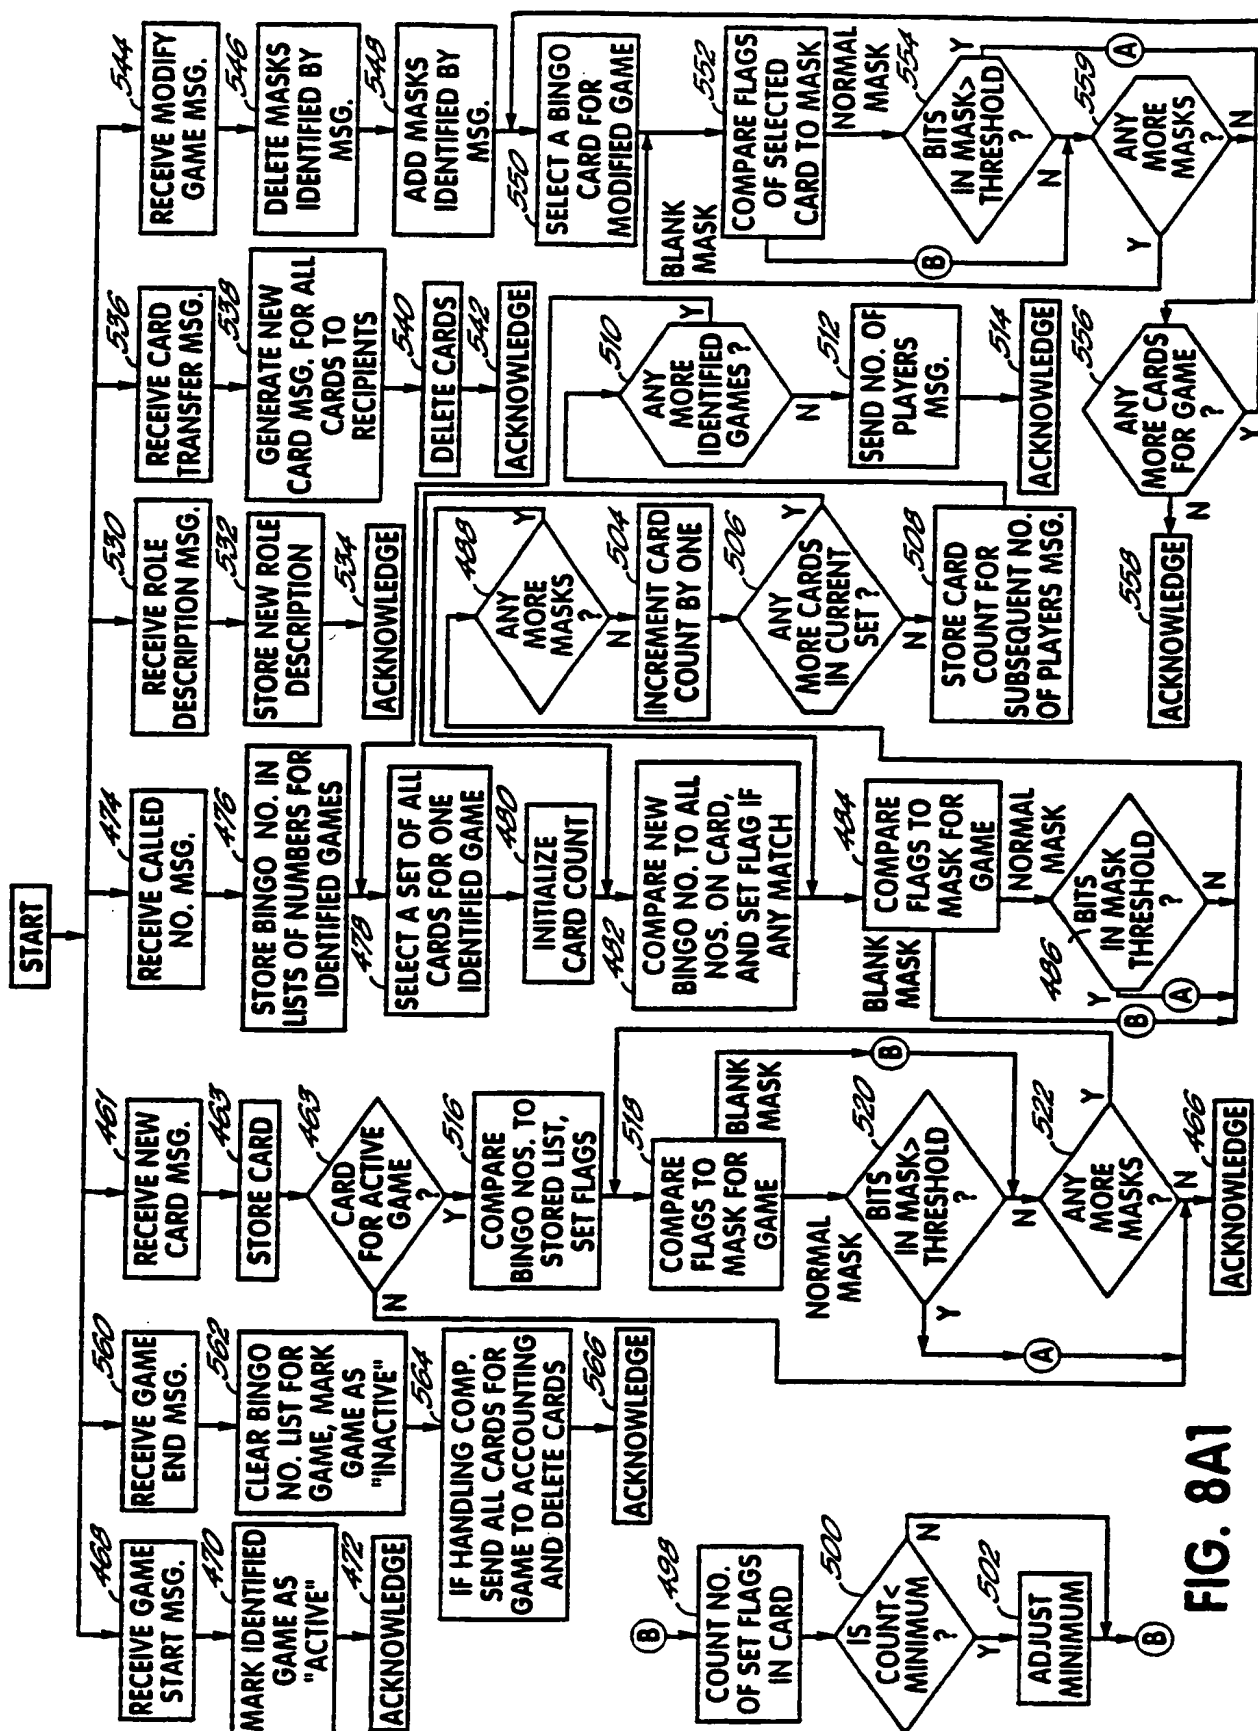 START
468
RECEIVE GAME
START MSG.
470
MARK IDENTIFIED
GAME AS
"ACTIVE"
472
ACKNOWLEDGE
560
RECEIVE GAME
END MSG.
562
CLEAR BINGO
NO. LIST FOR
GAME, MARK
GAME AS
"INACTIVE"
564
IF HANDLING COMP.
SEND ALL CARDS FOR
GAME TO ACCOUNTING
AND DELETE CARDS
566
ACKNOWLEDGE
461
RECEIVE NEW
CARD MSG.
463
STORE CARD
463
CARD
FOR ACTIVE
GAME
?
N
Y
516
COMPARE
BINGO NOS. TO
STORED LIST,
SET FLAGS
518
COMPARE
FLAGS TO
MASK FOR
GAME
BLANK
MASK
B
NORMAL
MASK
520
BITS
IN MASK>
THRESHOLD
?
Y
A
N
522
ANY
MORE
MASKS
?
Y
N
466
ACKNOWLEDGE
474
RECEIVE CALLED
NO. MSG.
476
STORE BINGO NO. IN
LISTS OF NUMBERS FOR
IDENTIFIED GAMES
478
SELECT A SET OF ALL
CARDS FOR ONE
IDENTIFIED GAME
480
INITIALIZE
CARD COUNT
482
COMPARE NEW
BINGO NO. TO ALL
NOS. ON CARD,
AND SET FLAG IF
ANY MATCH
484
COMPARE
FLAGS TO
MASK FOR
GAME
BLANK
MASK
NORMAL
MASK
486
BITS
IN MASK
THRESHOLD
?
Y
A
B
N
530
RECEIVE ROLE
DESCRIPTION MSG.
532
STORE NEW ROLE
DESCRIPTION
534
ACKNOWLEDGE
488
ANY
MORE
MASKS
?
Y
N
504
INCREMENT CARD
COUNT BY ONE
506
ANY
MORE CARDS
IN CURRENT
SET ?
Y
N
508
STORE CARD
COUNT FOR
SUBSEQUENT NO.
OF PLAYERS MSG.
536
RECEIVE CARD
TRANSFER MSG.
538
GENERATE NEW
CARD MSG. FOR ALL
CARDS TO
RECIPIENTS
540
DELETE CARDS
542
ACKNOWLEDGE
510
ANY
MORE
IDENTIFIED
GAMES ?
Y
N
512
SEND NO. OF
PLAYERS
MSG.
514
ACKNOWLEDGE
544
RECEIVE MODIFY
GAME MSG.
546
DELETE MASKS
IDENTIFIED BY
MSG.
548
ADD MASKS
IDENTIFIED BY
MSG.
550
SELECT A BINGO
CARD FOR
MODIFIED GAME
552
COMPARE FLAGS
OF SELECTED
CARD TO MASK
BLANK
MASK
B
NORMAL
MASK
554
BITS
IN MASK>
THRESHOLD
?
Y
A
N
559
ANY
MORE
MASKS
?
Y
N
556
ANY
MORE CARDS
FOR GAME
?
Y
N
558
ACKNOWLEDGE
B
498
COUNT NO.
OF SET FLAGS
IN CARD
500
IS
COUNT<
MINIMUM
?
N
Y
502
ADJUST
MINIMUM
B
FIG. 8A1